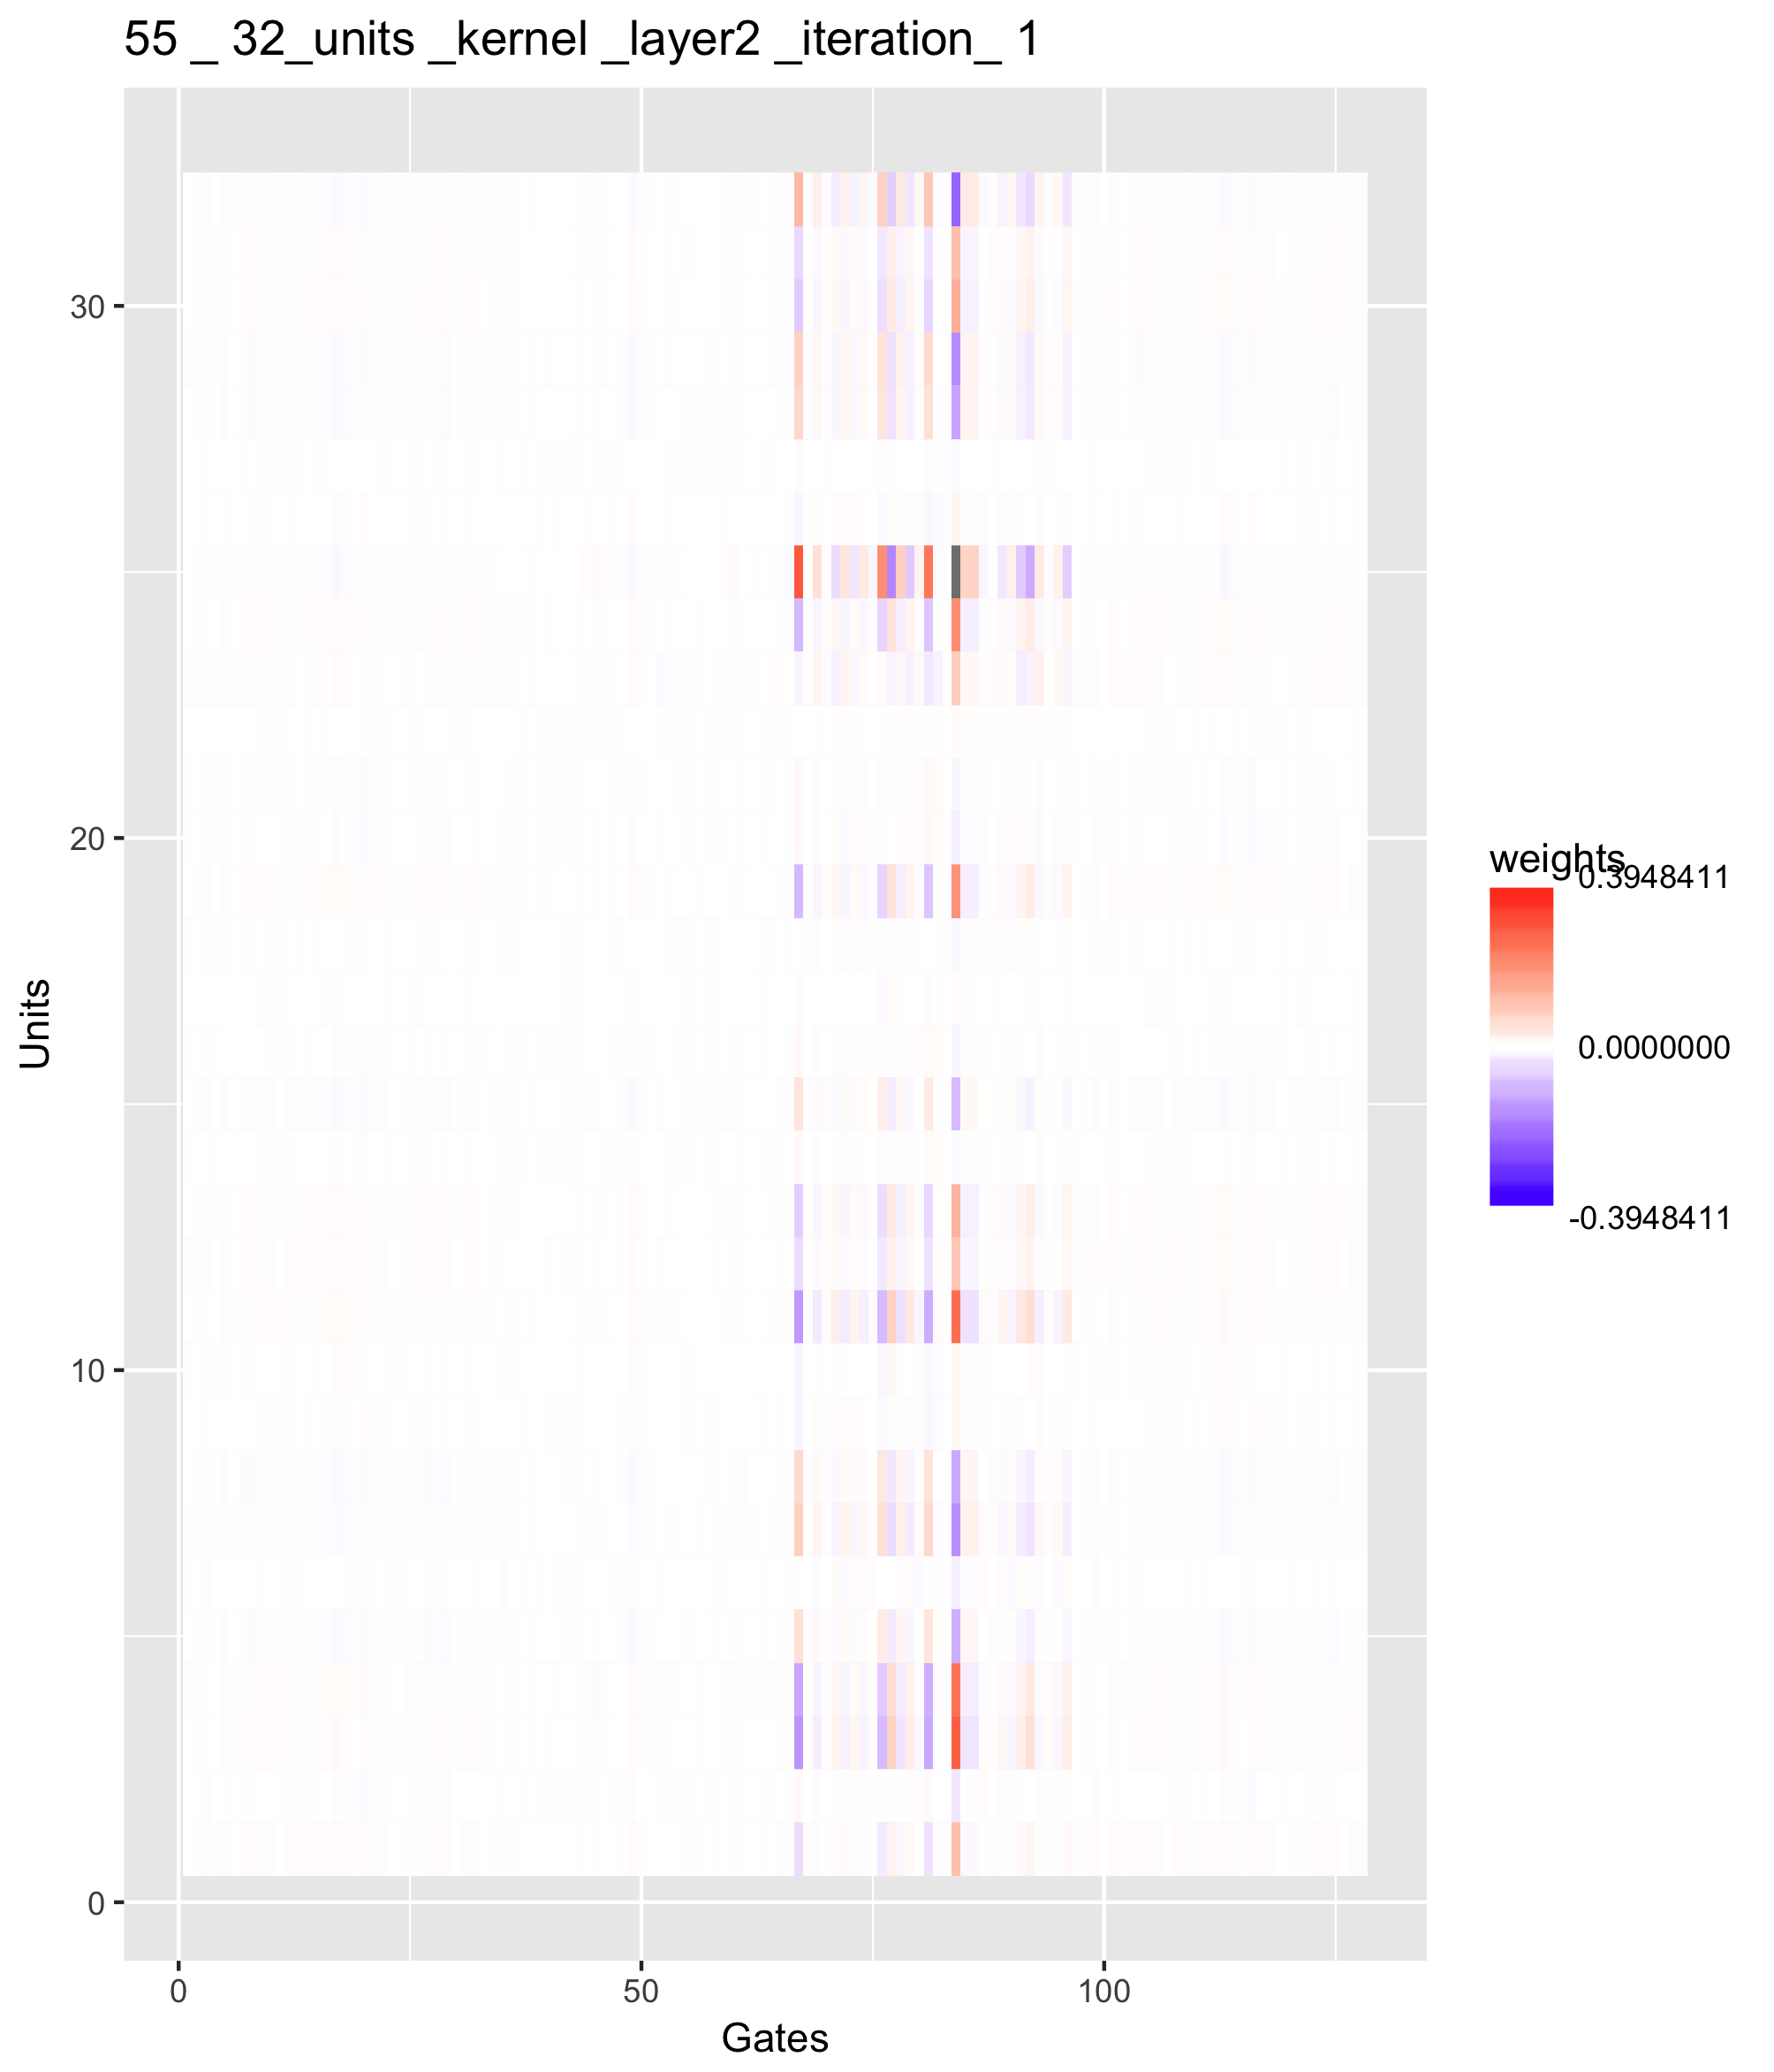 55 _ 32_units _kernel _layer2 _iteration_ 1
30
20
10
0
Units
0 50 100
Gates
weights
0.3948411
0.0000000
-0.3948411